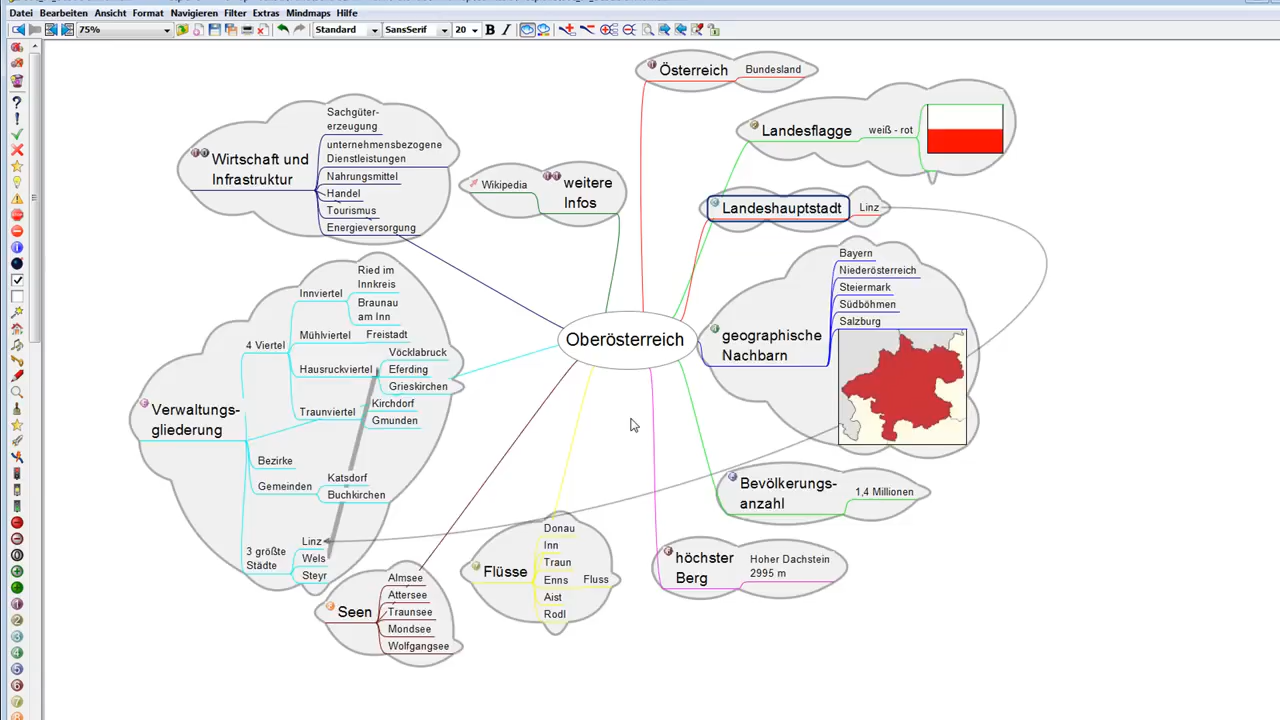 Datei Bearbeiten Ansicht Format Navigieren Filter Extras Mindmaps Hilfe
75% Standard SansSerif 20 B I
Österreich Bundesland
Landesflagge weiß - rot
Landeshauptstadt Linz
geographische
Nachbarn
Bayern
Niederösterreich
Steiermark
Südböhmen
Salzburg
Bevölkerungs-
anzahl
1,4 Millionen
höchster
Berg
Hoher Dachstein
2995 m
Oberösterreich
weitere
Infos
Wikipedia
Wirtschaft und
Infrastruktur
Sachgüter-
erzeugung
unternehmensbezogene
Dienstleistungen
Nahrungsmittel
Handel
Tourismus
Energieversorgung
Verwaltungs-
gliederung
4 Viertel
Innviertel
Ried im
Innkreis
Braunau
am Inn
Mühlviertel Freistadt
Hausruckviertel
Vöcklabruck
Eferding
Grieskirchen
Traunviertel
Kirchdorf
Gmunden
Bezirke
Gemeinden
Katsdorf
Buchkirchen
3 größte
Städte
Linz
Wels
Steyr
Seen
Almsee
Attersee
Traunsee
Mondsee
Wolfgangsee
Flüsse
Donau
Inn
Traun
Enns Fluss
Aist
Rodl